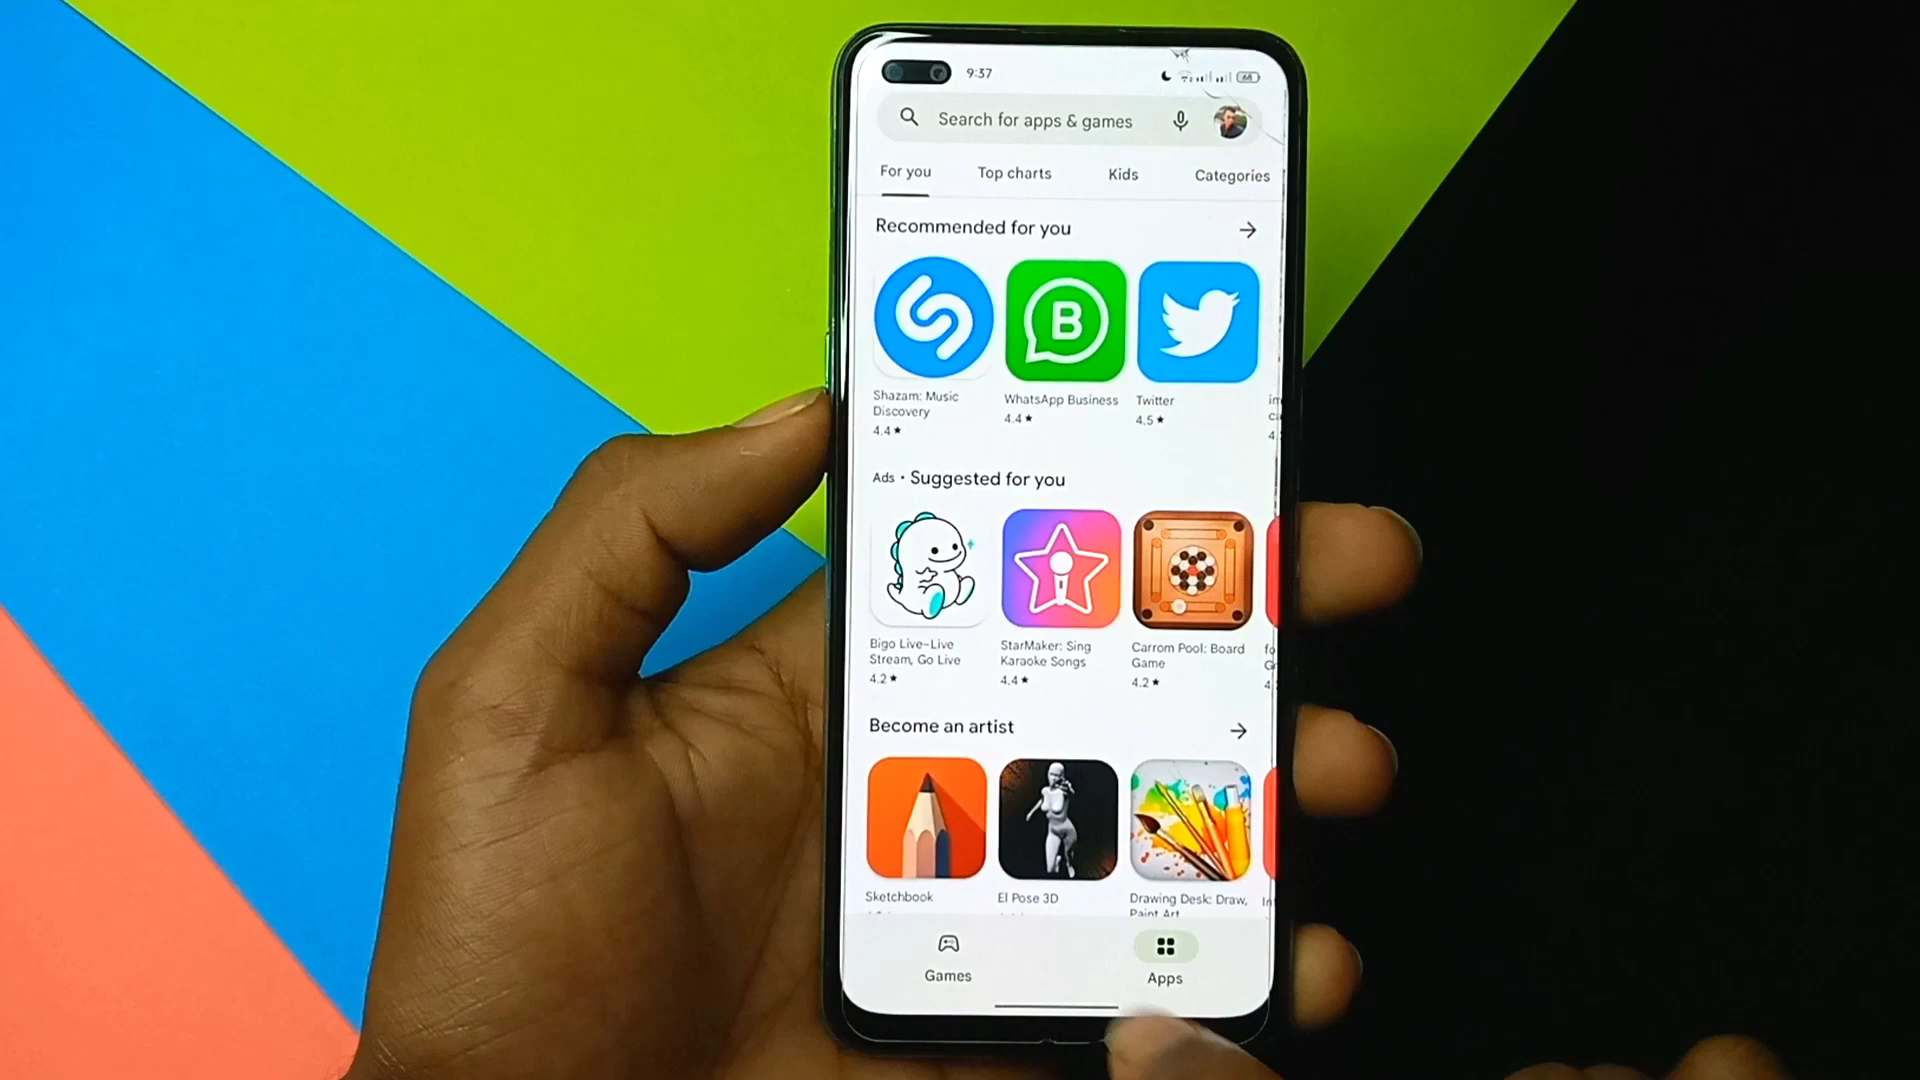 9:37
68
Search for apps & games
For you Top charts Kids Categories
Recommended for you
B
Shazam: Music
Discovery
4.4★
WhatsApp Business
4.4★
Twitter
4.5★
Ads • Suggested for you
Bigo Live-Live
Stream, Go Live
4.2★
StarMaker: Sing
Karaoke Songs
4.4★
Carrom Pool: Board
Game
4.2★
Become an artist
Sketchbook
El Pose 3D
Drawing Desk: Draw,
Paint Art
Games
Apps